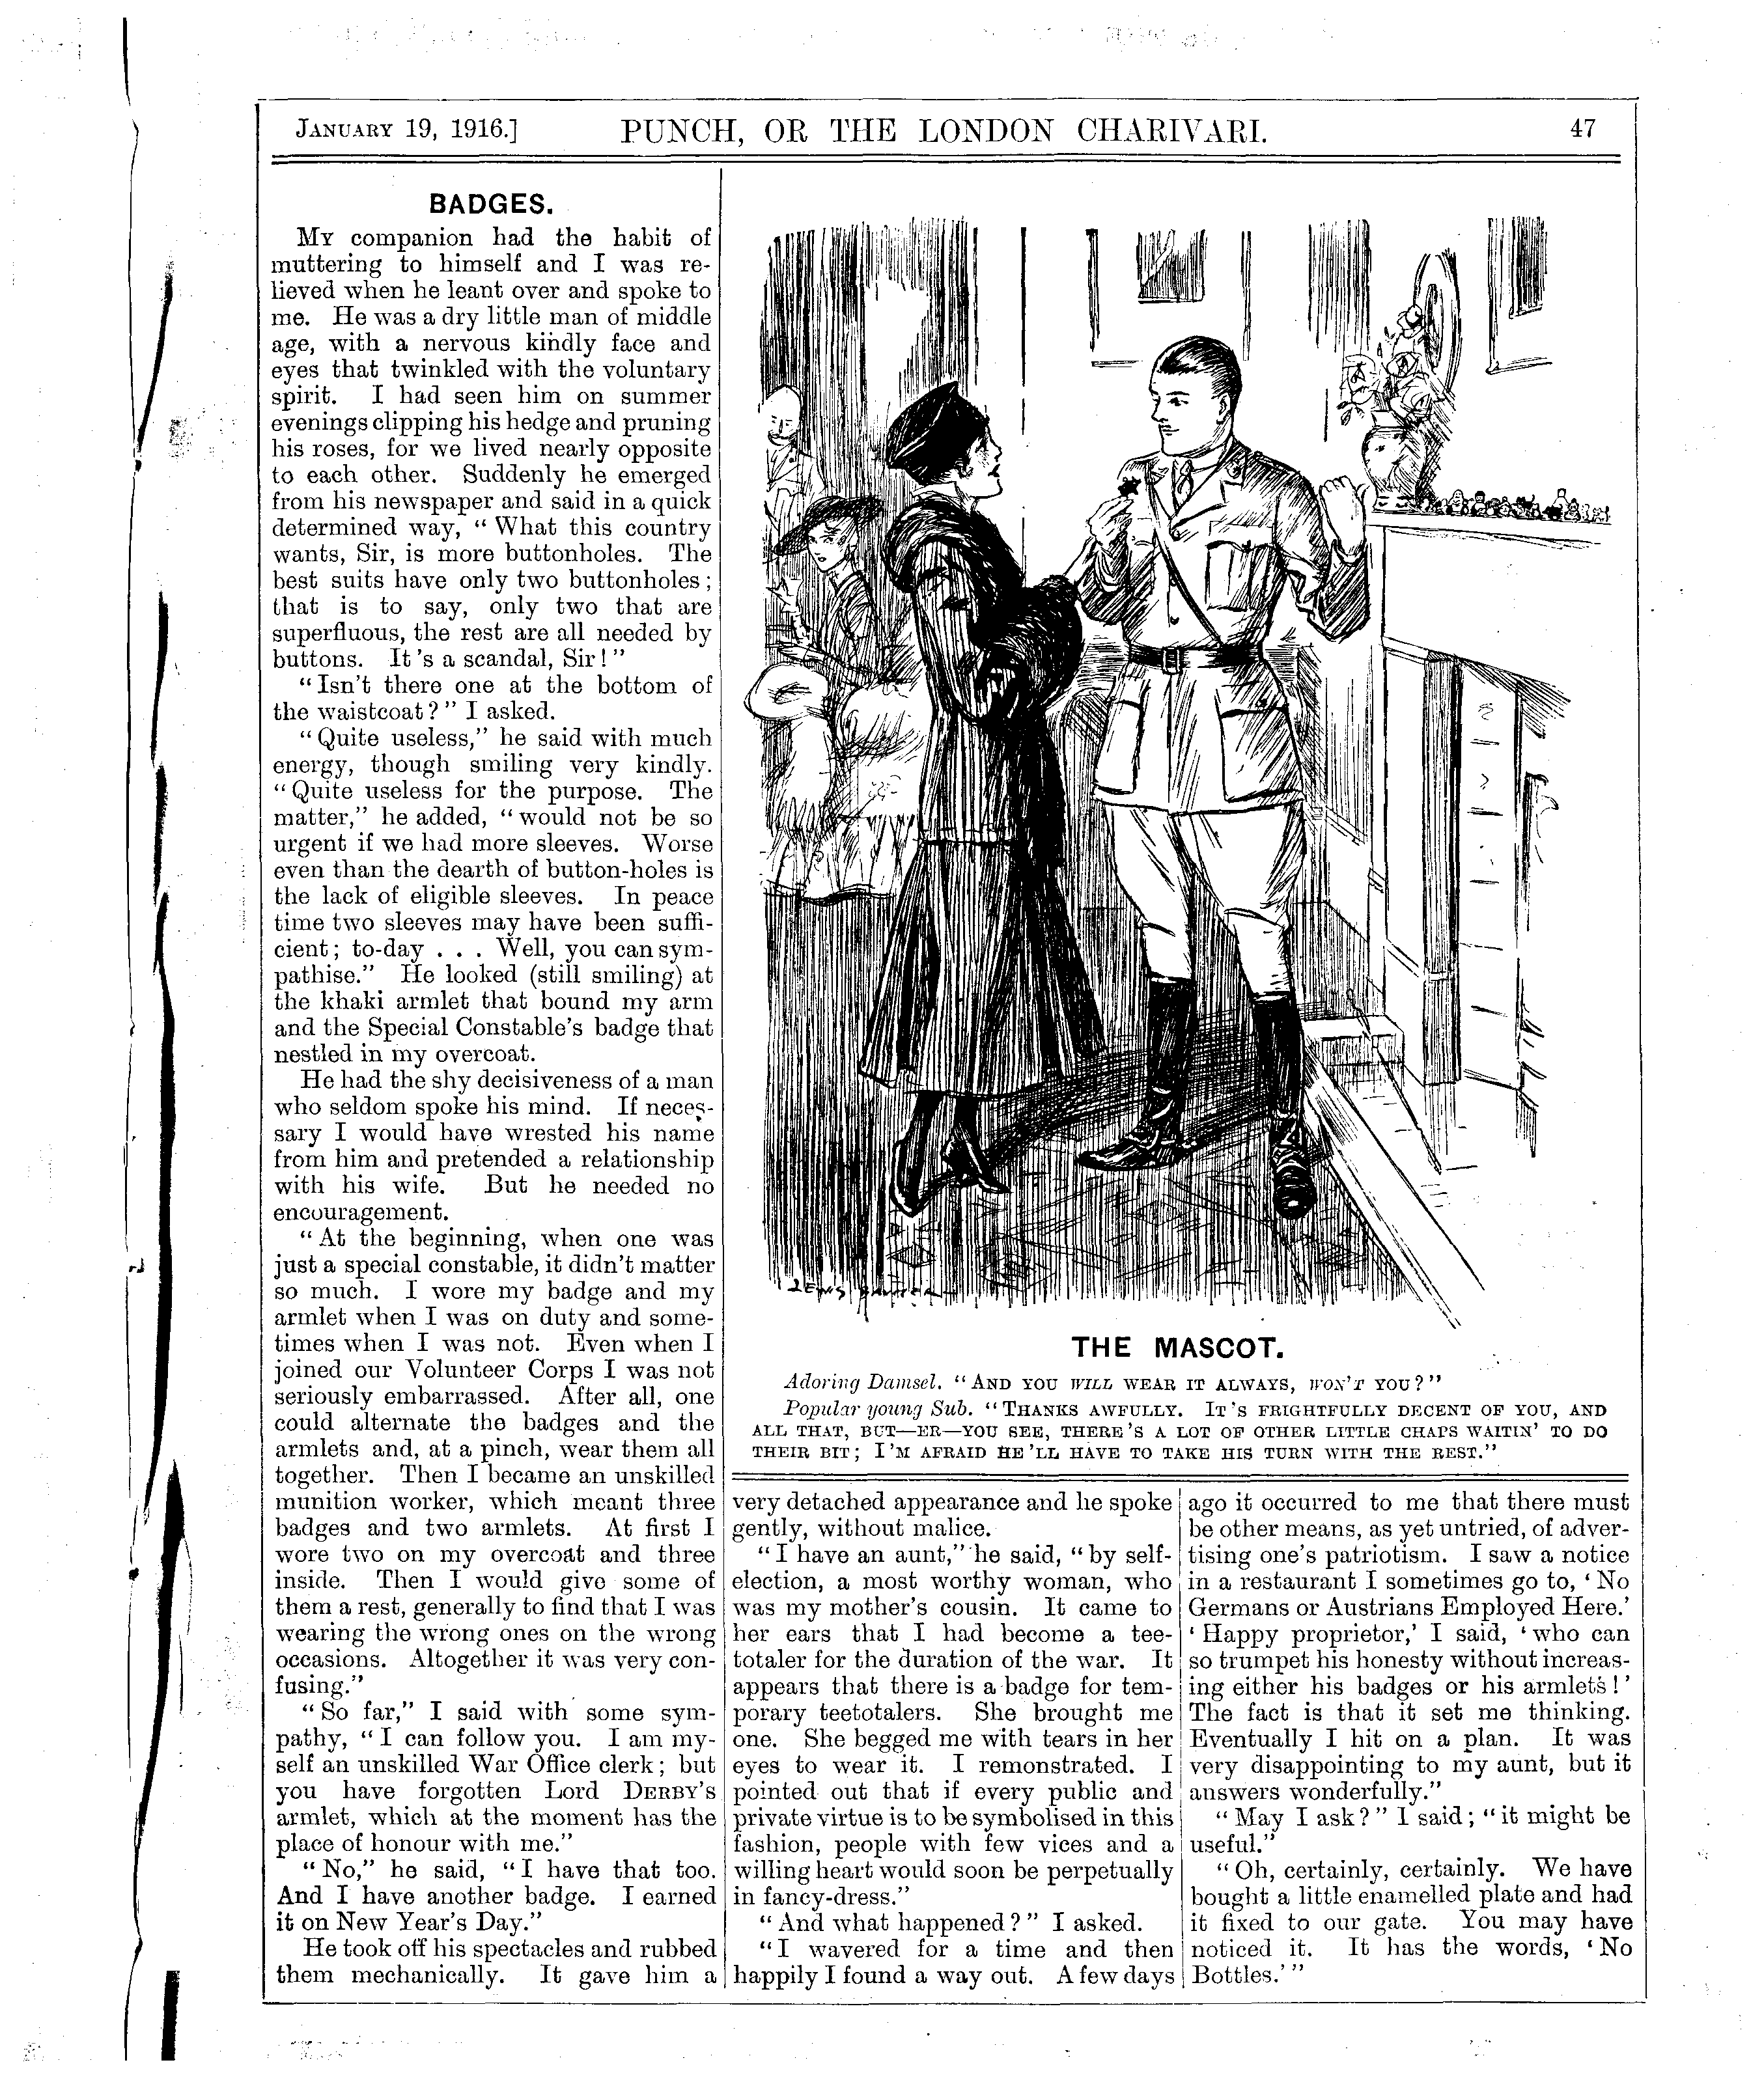 JANUARY 19, 1916.] PUNCH, OR THE LONDON CHARIVARI. 47
BADGES.
MY companion had the habit of
muttering to himself and I was re-
lieved when he leant over and spoke to
me. He was a dry little man of middle
age, with a nervous kindly face and
eyes that twinkled with the voluntary
spirit. I had seen him on summer
evenings clipping his hedge and pruning
his roses, for we lived nearly opposite
to each other. Suddenly he emerged
from his newspaper and said in a quick
determined way, "What this country
wants, Sir, is more buttonholes. The
best suits have only two buttonholes;
that is to say, only two that are
superfluous, the rest are all needed by
buttons. It's a scandal, Sir!"
"Isn't there one at the bottom of
the waistcoat?" I asked.
"Quite useless," he said with much
energy, though smiling very kindly.
"Quite useless for the purpose. The
matter," he added, "would not be so
urgent if we had more sleeves. Worse
even than the dearth of button-holes is
the lack of eligible sleeves. In peace
time two sleeves may have been suffi-
cient; to-day . . . Well, you can sym-
pathise." He looked (still smiling) at
the khaki armlet that bound my arm
and the Special Constable's badge that
nestled in my overcoat.
He had the shy decisiveness of a man
who seldom spoke his mind. If neces-
sary I would have wrested his name
from him and pretended a relationship
with his wife. But he needed no
encouragement.
"At the beginning, when one was
just a special constable, it didn't matter
so much. I wore my badge and my
armlet when I was on duty and some-
times when I was not. Even when I
joined our Volunteer Corps I was not
seriously embarrassed. After all, one
could alternate the badges and the
armlets and, at a pinch, wear them all
together. Then I became an unskilled
munition worker, which meant three
badges and two armlets. At first I
wore two on my overcoat and three
inside. Then I would give some of
them a rest, generally to find that I was
wearing the wrong ones on the wrong
occasions. Altogether it was very con-
fusing."
"So far," I said with some sym-
pathy, "I can follow you. I am my-
self an unskilled War Office clerk; but
you have forgotten Lord DERBY'S
armlet, which at the moment has the
place of honour with me."
"No," he said, "I have that too.
And I have another badge. I earned
it on New Year's Day."
He took off his spectacles and rubbed
them mechanically. It gave him a
LEWIS BAUMER
THE MASCOT.
Adoring Damsel. "AND YOU WILL WEAR IT ALWAYS, WON'T YOU?"
Popular young Sub. "THANKS AWFULLY. IT'S FRIGHTFULLY DECENT OF YOU, AND
ALL THAT, BUT—ER—YOU SEE, THERE'S A LOT OF OTHER LITTLE CHAPS WAITIN' TO DO
THEIR BIT; I'M AFRAID HE'LL HAVE TO TAKE HIS TURN WITH THE REST."
very detached appearance and he spoke
gently, without malice.
"I have an aunt," he said, "by self-
election, a most worthy woman, who
was my mother's cousin. It came to
her ears that I had become a tee-
totaler for the duration of the war. It
appears that there is a badge for tem-
porary teetotalers. She brought me
one. She begged me with tears in her
eyes to wear it. I remonstrated. I
pointed out that if every public and
private virtue is to be symbolised in this
fashion, people with few vices and a
willing heart would soon be perpetually
in fancy-dress."
"And what happened?" I asked.
"I wavered for a time and then
happily I found a way out. A few days
ago it occurred to me that there must
be other means, as yet untried, of adver-
tising one's patriotism. I saw a notice
in a restaurant I sometimes go to, 'No
Germans or Austrians Employed Here.'
'Happy proprietor,' I said, 'who can
so trumpet his honesty without increas-
ing either his badges or his armlets!'
The fact is that it set me thinking.
Eventually I hit on a plan. It was
very disappointing to my aunt, but it
answers wonderfully."
"May I ask?" I said; "it might be
useful."
"Oh, certainly, certainly. We have
bought a little enamelled plate and had
it fixed to our gate. You may have
noticed it. It has the words, 'No
Bottles.'"